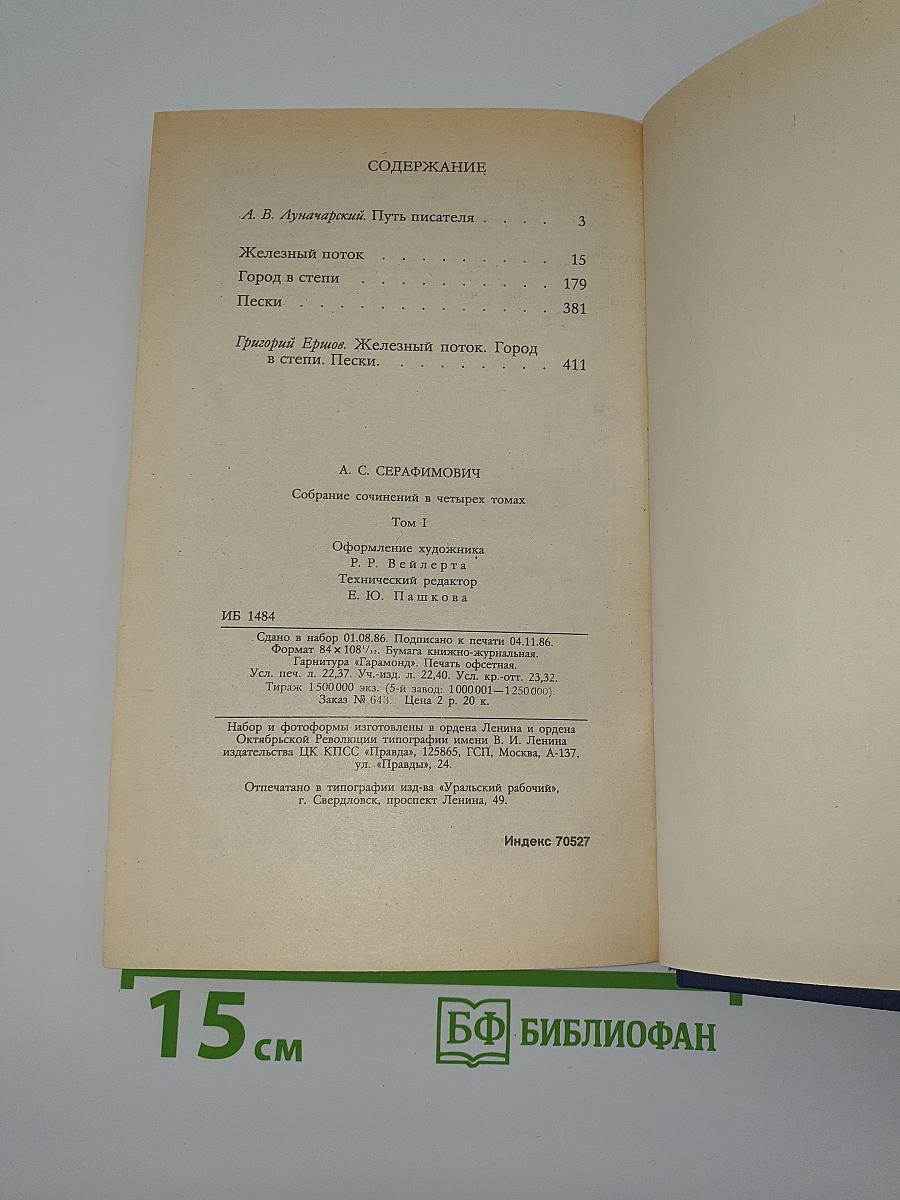 СОДЕРЖАНИЕ
А. В. Луначарский. Путь писателя . . . . 3
Железный поток . . . . . . . . . 15
Город в степи . . . . . . . . . . 179
Пески . . . . . . . . . . . . . 381
Григорий Ершов. Железный поток. Город
в степи. Пески. . . . . . . . . 411
А. С. СЕРАФИМОВИЧ
Собрание сочинений в четырех томах
Том I
Оформление художника
Р. Р. Вейлерта
Технический редактор
Е. Ю. Пашкова
ИБ 1484
Сдано в набор 01.08.86. Подписано к печати 04.11.86.
Формат 84×108¹/₃₂. Бумага книжно-журнальная.
Гарнитура «Гарамонд». Печать офсетная.
Усл. печ. л. 22,37. Уч.-изд. л. 22,40. Усл. кр.-отт. 23,32.
Тираж 1 500 000 экз. (5-й завод: 1 000 001—1 250 000).
Заказ № 643. Цена 2 р. 20 к.
Набор и фотоформы изготовлены в ордена Ленина и ордена
Октябрьской Революции типографии имени В. И. Ленина
издательства ЦК КПСС «Правда», 125865, ГСП, Москва, А-137,
ул. «Правды», 24.
Отпечатано в типографии изд-ва «Уральский рабочий»,
г. Свердловск, проспект Ленина, 49.
Индекс 70527
15 см
БФ БИБЛИОФАН